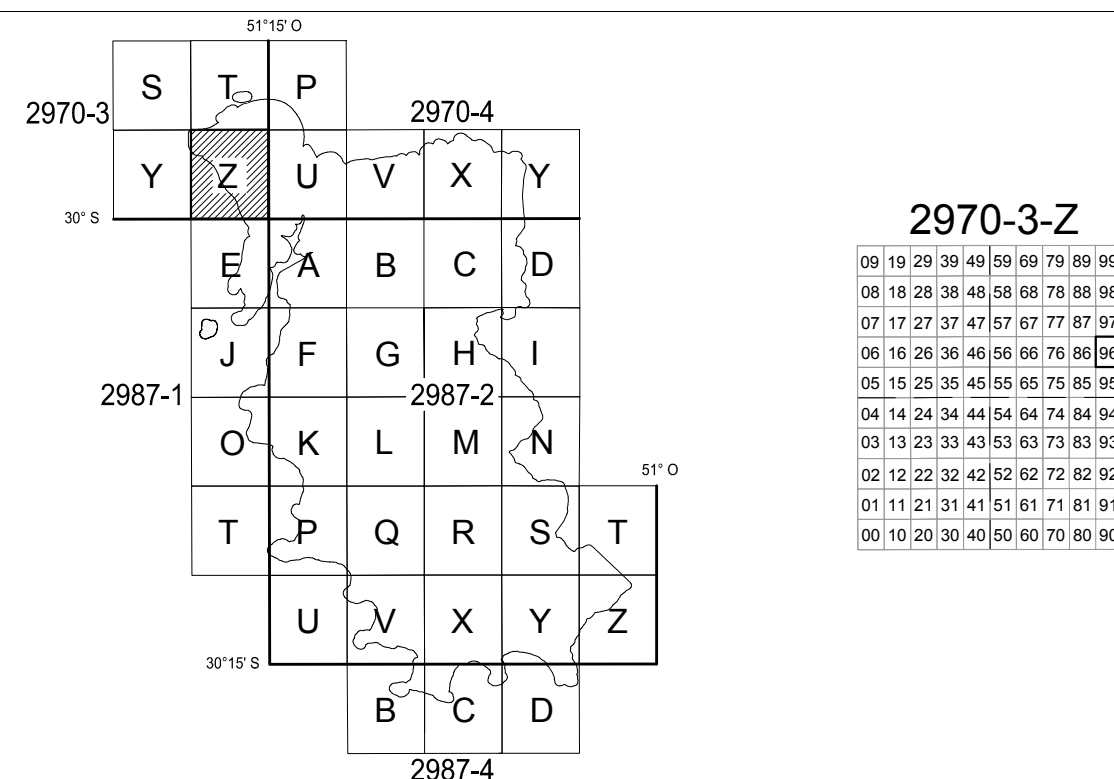 51°15' O
S T P
2970-3 2970-4
Y Z U V X Y
30° S
E A B C D
J F G H I
2987-1 2987-2
O K L M N
51° O
T P Q R S T
U V X Y Z
30°15' S
B C D
2987-4
2970-3-Z
09 19 29 39 49 59 69 79 89 99
08 18 28 38 48 58 68 78 88 98
07 17 27 37 47 57 67 77 87 97
06 16 26 36 46 56 66 76 86 96
05 15 25 35 45 55 65 75 85 95
04 14 24 34 44 54 64 74 84 94
03 13 23 33 43 53 63 73 83 93
02 12 22 32 42 52 62 72 82 92
01 11 21 31 41 51 61 71 81 91
00 10 20 30 40 50 60 70 80 90